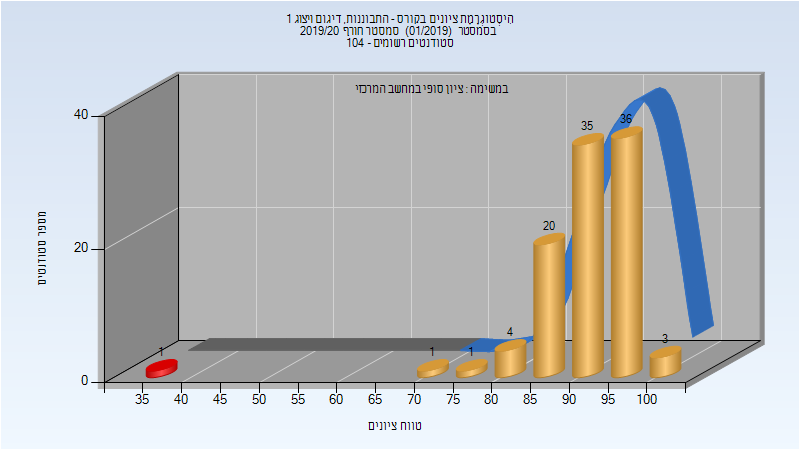 היסטוגרמת ציונים בקורס - התבוננות, דיגום וייצוג 1
בסמסטר (01/2019) סמסטר חורף 2019/20
סטודנטים רשומים - 104
במשימה : ציון סופי במחשב המרכזי
40
20
0
מספר סטודנטים
1
1
1
4
20
35
36
3
35 40 45 50 55 60 65 70 75 80 85 90 95 100
טווח ציונים